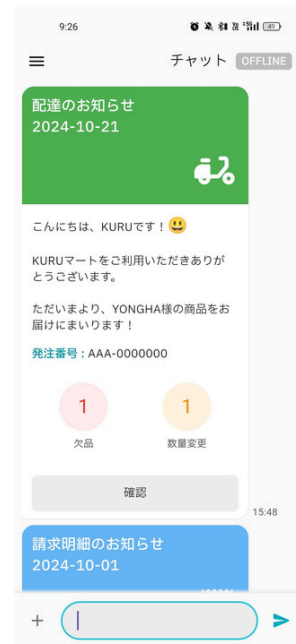 9:26
49
チャット OFFLINE
配達のお知らせ
2024-10-21
こんにちは、KURUです！😃
KURUマートをご利用いただきありが
とうございます。
ただいまより、YONGHA様の商品をお
届けにまいります！
発注番号 : AAA-0000000
1 1
欠品 数量変更
確認
15:48
請求明細のお知らせ
2024-10-01